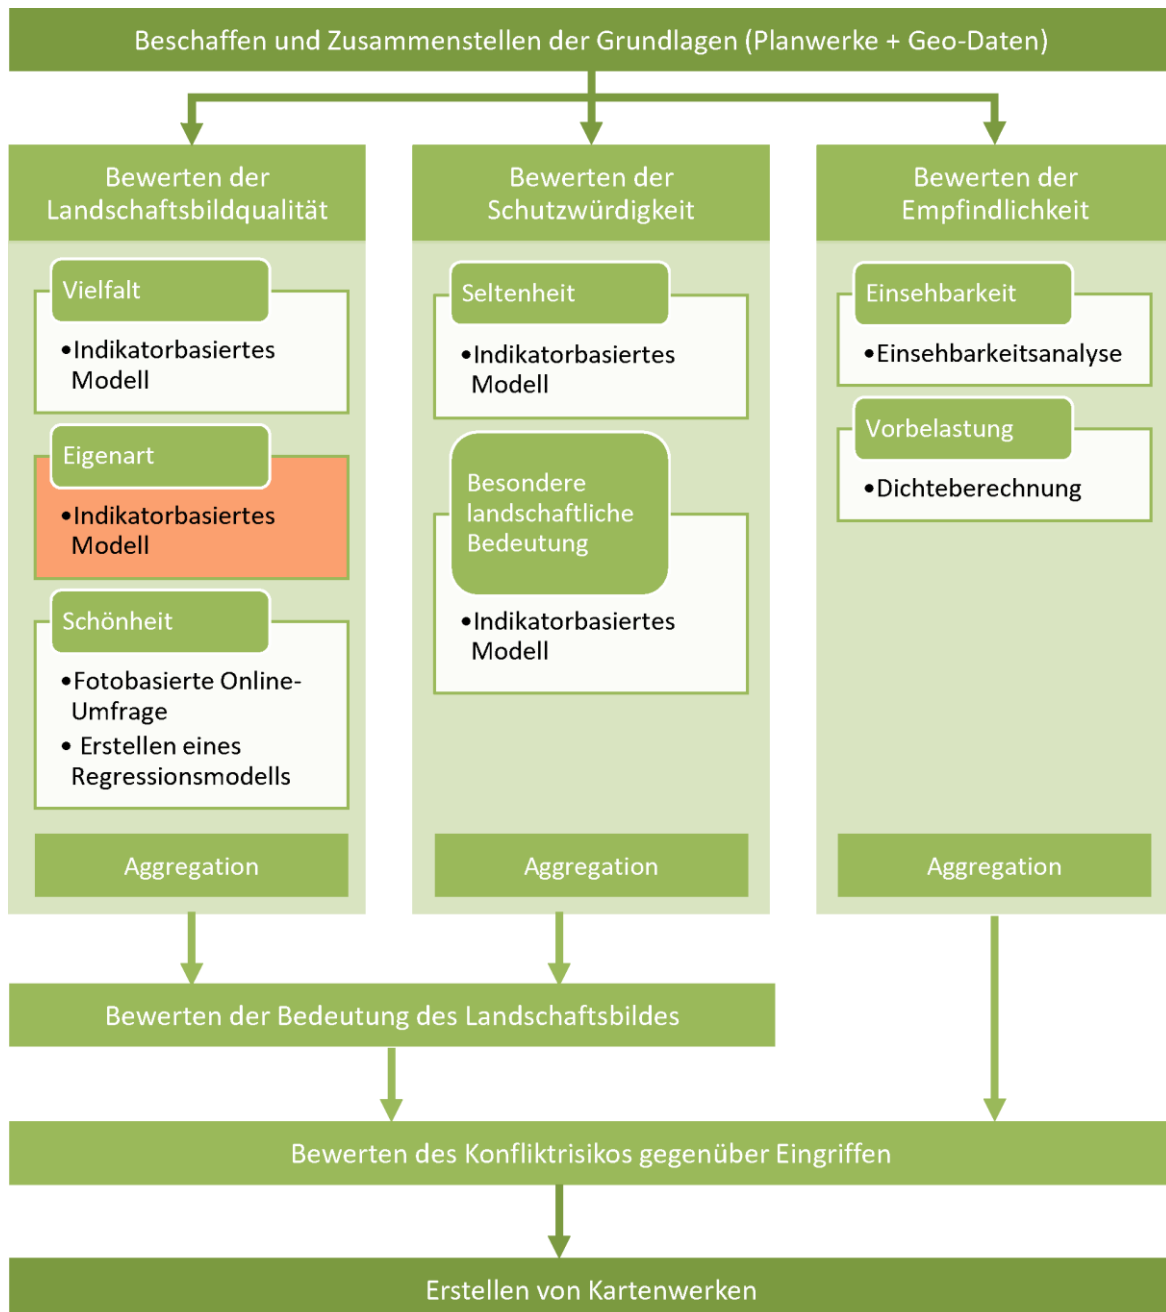 Beschaffen und Zusammenstellen der Grundlagen (Planwerke + Geo-Daten)
Bewerten der
Landschaftsbildqualität
Vielfalt
•Indikatorbasiertes
Modell
Eigenart
•Indikatorbasiertes
Modell
Schönheit
•Fotobasierte Online-
Umfrage
• Erstellen eines
Regressionsmodells
Aggregation
Bewerten der
Schutzwürdigkeit
Seltenheit
•Indikatorbasiertes
Modell
Besondere
landschaftliche
Bedeutung
•Indikatorbasiertes
Modell
Aggregation
Bewerten der
Empfindlichkeit
Einsehbarkeit
•Einsehbarkeitsanalyse
Vorbelastung
•Dichteberechnung
Aggregation
Bewerten der Bedeutung des Landschaftsbildes
Bewerten des Konfliktrisikos gegenüber Eingriffen
Erstellen von Kartenwerken